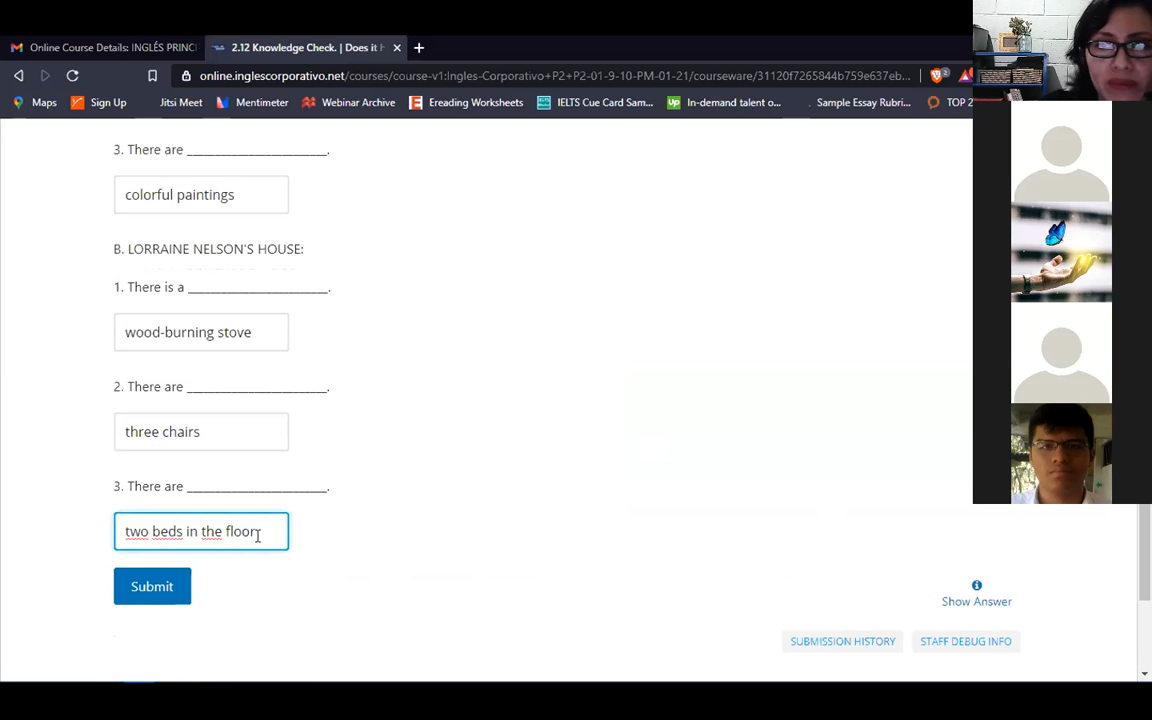 Online Course Details: INGLÉS PRINC
2.12 Knowledge Check. | Does it h
online.inglescorporativo.net/courses/course-v1:Ingles-Corporativo+P2+P2-01-9-10-PM-01-21/courseware/31120f7265844b759e637eb...
Maps
Sign Up
Jitsi Meet
Mentimeter
Webinar Archive
Ereading Worksheets
IELTS Cue Card Sam...
In-demand talent o...
Sample Essay Rubri...
TOP 2
3. There are ______________________.
colorful paintings
B. LORRAINE NELSON'S HOUSE:
1. There is a ______________________.
wood-burning stove
2. There are ______________________.
three chairs
3. There are ______________________.
two beds in the floor
Submit
Show Answer
SUBMISSION HISTORY
STAFF DEBUG INFO